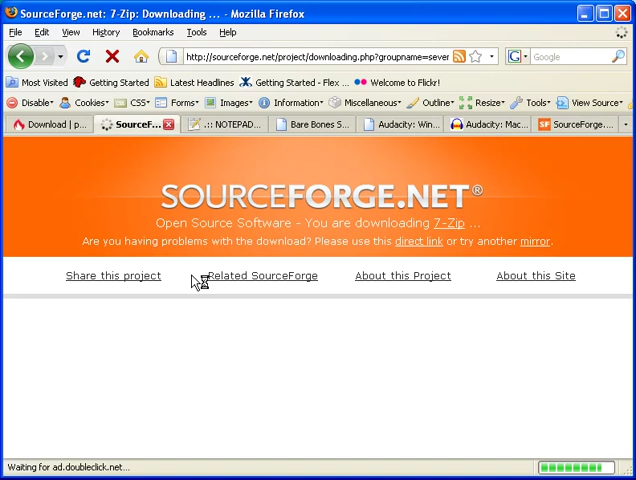 SourceForge.net: 7-Zip: Downloading ... - Mozilla Firefox
File Edit View History Bookmarks Tools Help
http://sourceforge.net/project/downloading.php?groupname=sever
G Google
Most Visited Getting Started Latest Headlines Getting Started - Flex ... Welcome to Flickr!
Disable Cookies CSS Forms Images Information Miscellaneous Outline Resize Tools View Source
Download | p... SourceF... .::: NOTEPAD... Bare Bones S... Audacity: Win... Audacity: Mac... SF SourceForge....
SOURCEFORGE.NET®
Open Source Software - You are downloading 7-Zip ...
Are you having problems with the download? Please use this direct link or try another mirror.
Share this project Related SourceForge About this Project About this Site
Waiting for ad.doubleclick.net...